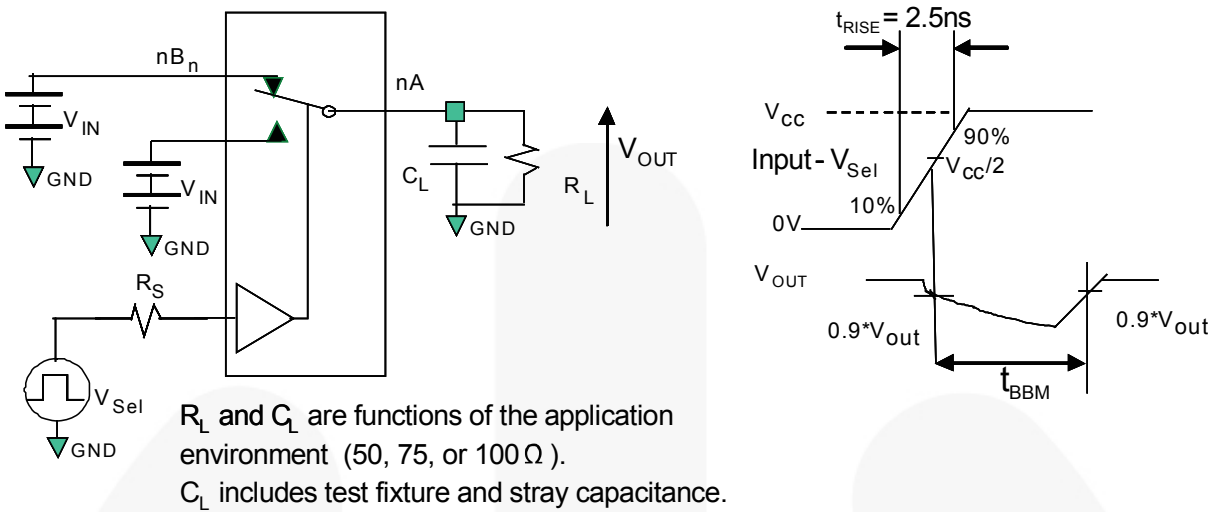 nBₙ
V_IN
GND
V_IN
GND
R_S
V_Sel
GND
nA
C_L
R_L
GND
V_OUT
R_L and C_L are functions of the application
environment (50, 75, or 100Ω ).
C_L includes test fixture and stray capacitance.
t_RISE = 2.5ns
V_CC
90%
Input - V_Sel
V_CC/2
10%
0V
V_OUT
0.9*V_out
0.9*V_out
t_BBM